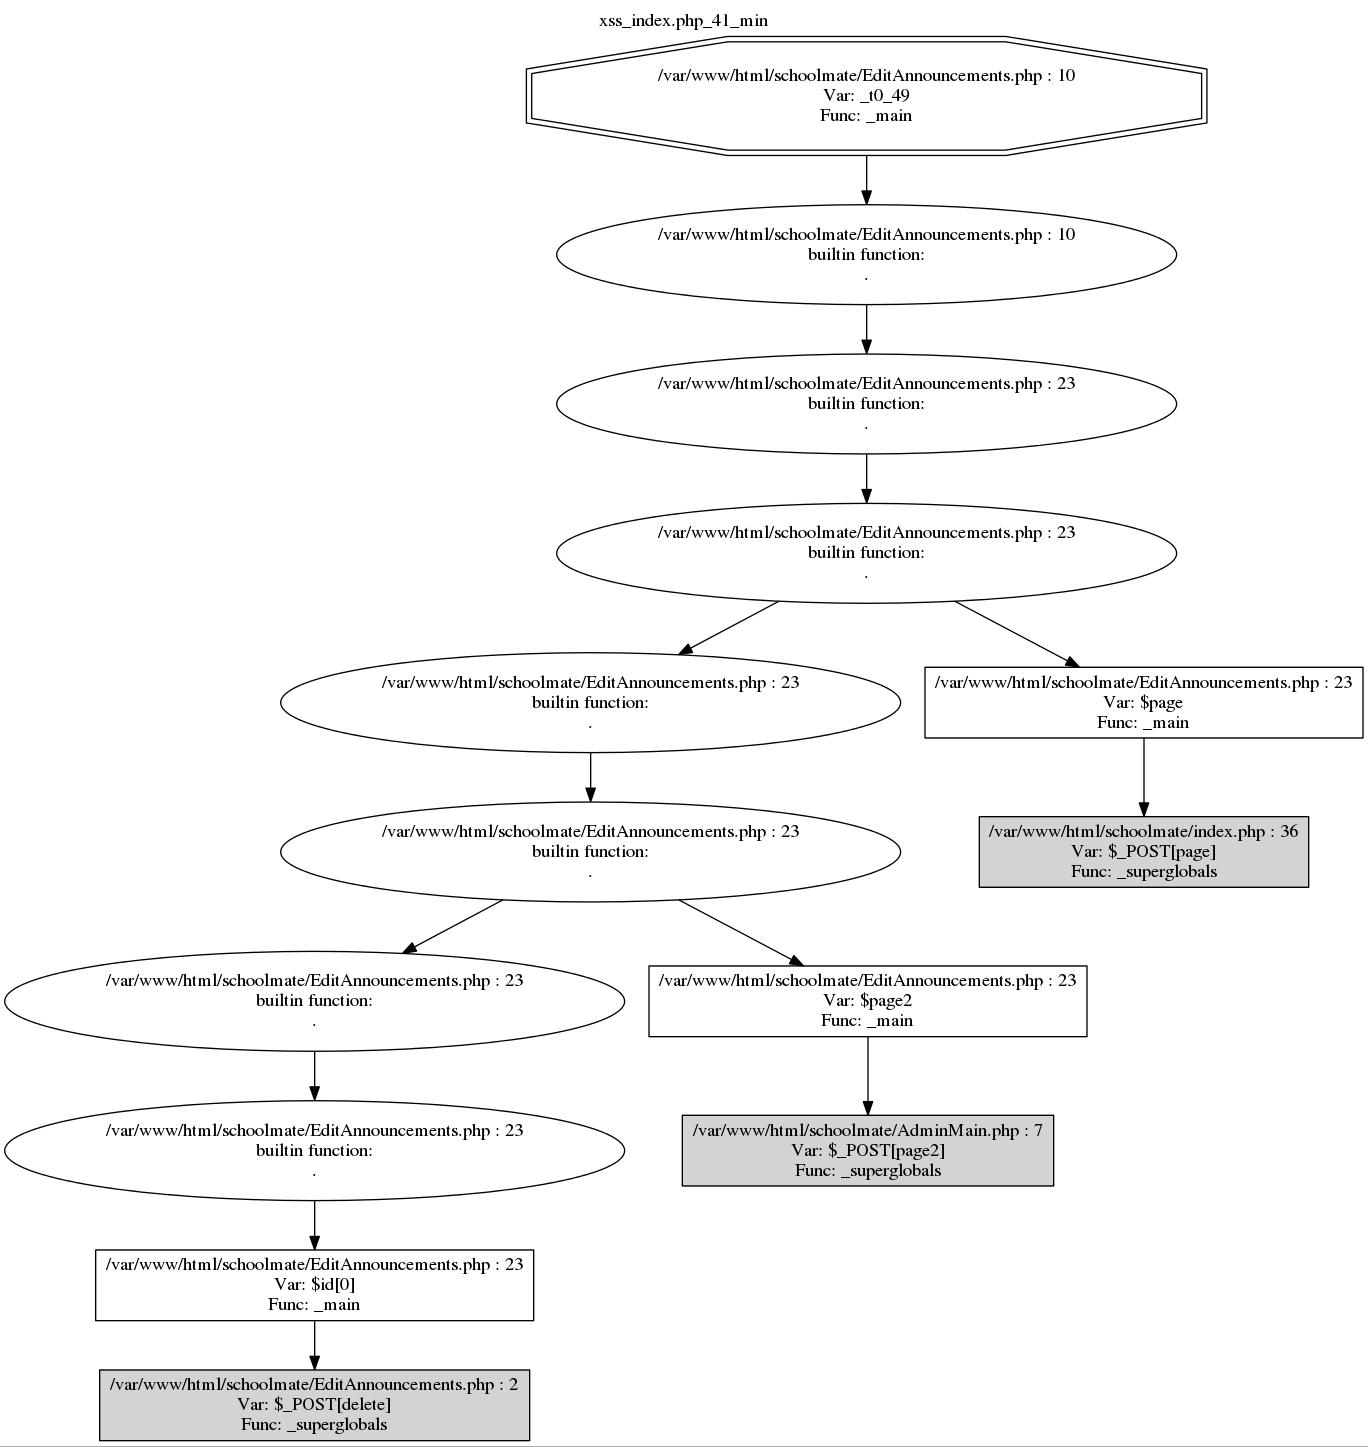 xss_index.php_41_min
/var/www/html/schoolmate/EditAnnouncements.php : 10
Var: _t0_49
Func: _main
/var/www/html/schoolmate/EditAnnouncements.php : 10
builtin function:
.
/var/www/html/schoolmate/EditAnnouncements.php : 23
builtin function:
.
/var/www/html/schoolmate/EditAnnouncements.php : 23
builtin function:
.
/var/www/html/schoolmate/EditAnnouncements.php : 23
builtin function:
.
/var/www/html/schoolmate/EditAnnouncements.php : 23
Var: $page
Func: _main
/var/www/html/schoolmate/EditAnnouncements.php : 23
builtin function:
.
/var/www/html/schoolmate/index.php : 36
Var: $_POST[page]
Func: _superglobals
/var/www/html/schoolmate/EditAnnouncements.php : 23
builtin function:
.
/var/www/html/schoolmate/EditAnnouncements.php : 23
Var: $page2
Func: _main
/var/www/html/schoolmate/EditAnnouncements.php : 23
builtin function:
.
/var/www/html/schoolmate/AdminMain.php : 7
Var: $_POST[page2]
Func: _superglobals
/var/www/html/schoolmate/EditAnnouncements.php : 23
Var: $id[0]
Func: _main
/var/www/html/schoolmate/EditAnnouncements.php : 2
Var: $_POST[delete]
Func: _superglobals